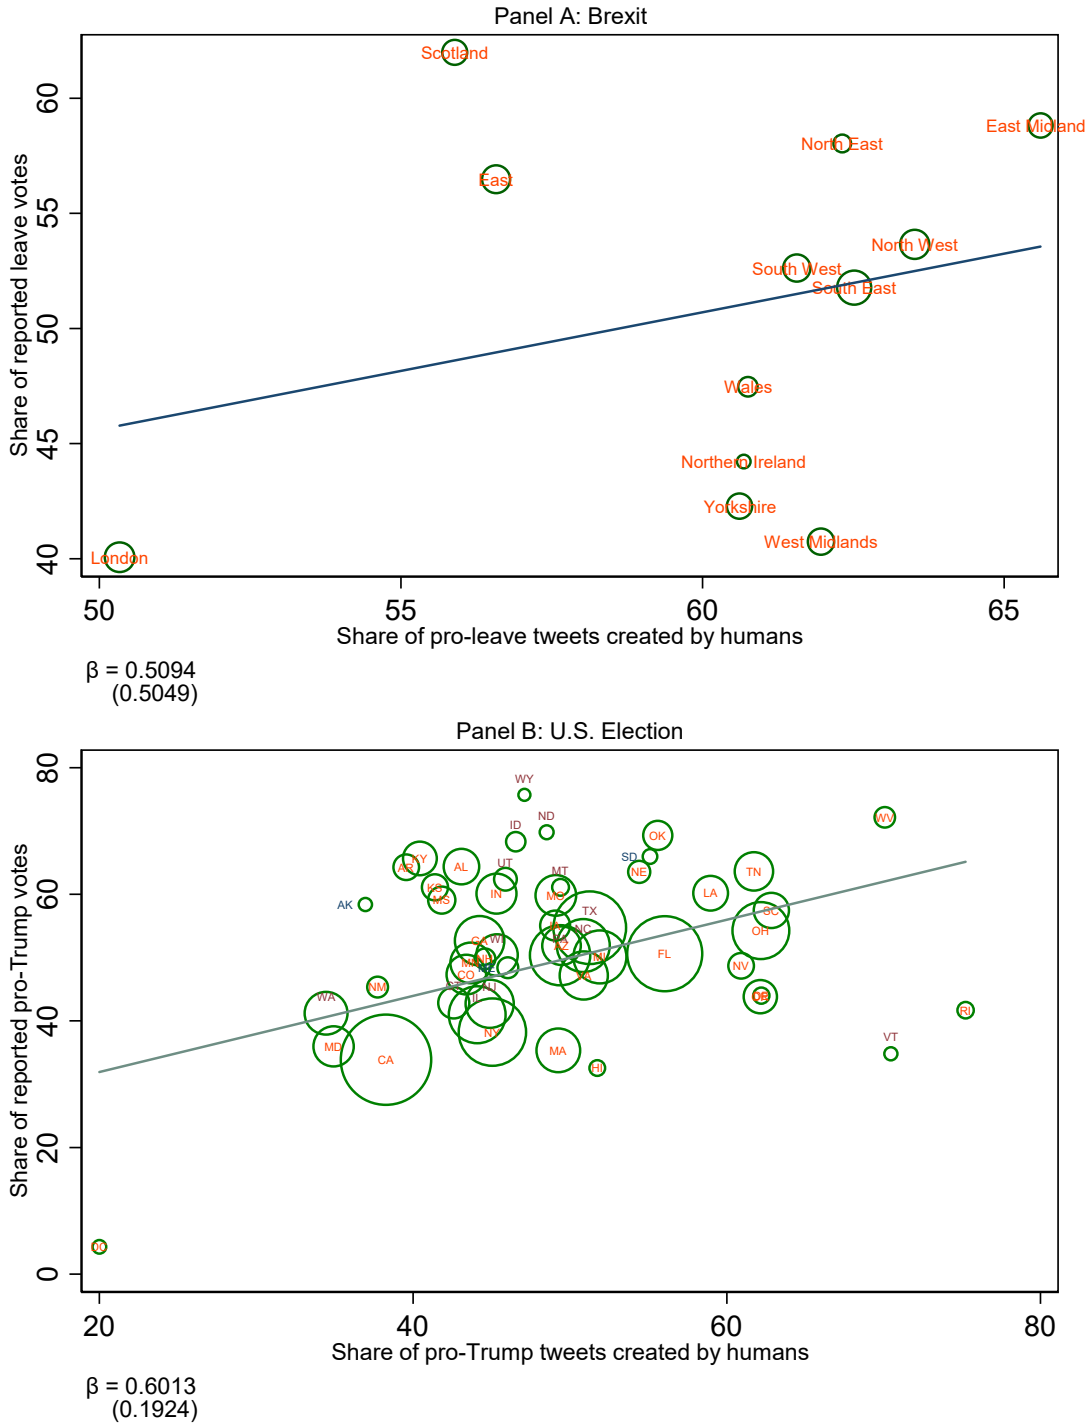 Panel A: Brexit
Share of reported leave votes
60
55
50
45
40
Scotland
East Midland
North East
East
North West
South West
South East
Wales
Northern Ireland
Yorkshire
West Midlands
London
50
55
60
65
Share of pro-leave tweets created by humans
β = 0.5094
(0.5049)
Panel B: U.S. Election
Share of reported pro-Trump votes
80
60
40
20
0
WY
ND
ID
WV
OK
SD
UT
KY
AR
AL
MT
NE
TN
KS
MS
IN
MO
LA
AK
TX
SC
NC
OH
GA
WI
AZ
MI
FL
NH
ME
CO
NV
VA
NM
CT
NJ
IL
WA
RI
NY
MD
CA
MA
VT
HI
DC
20
40
60
80
Share of pro-Trump tweets created by humans
β = 0.6013
(0.1924)